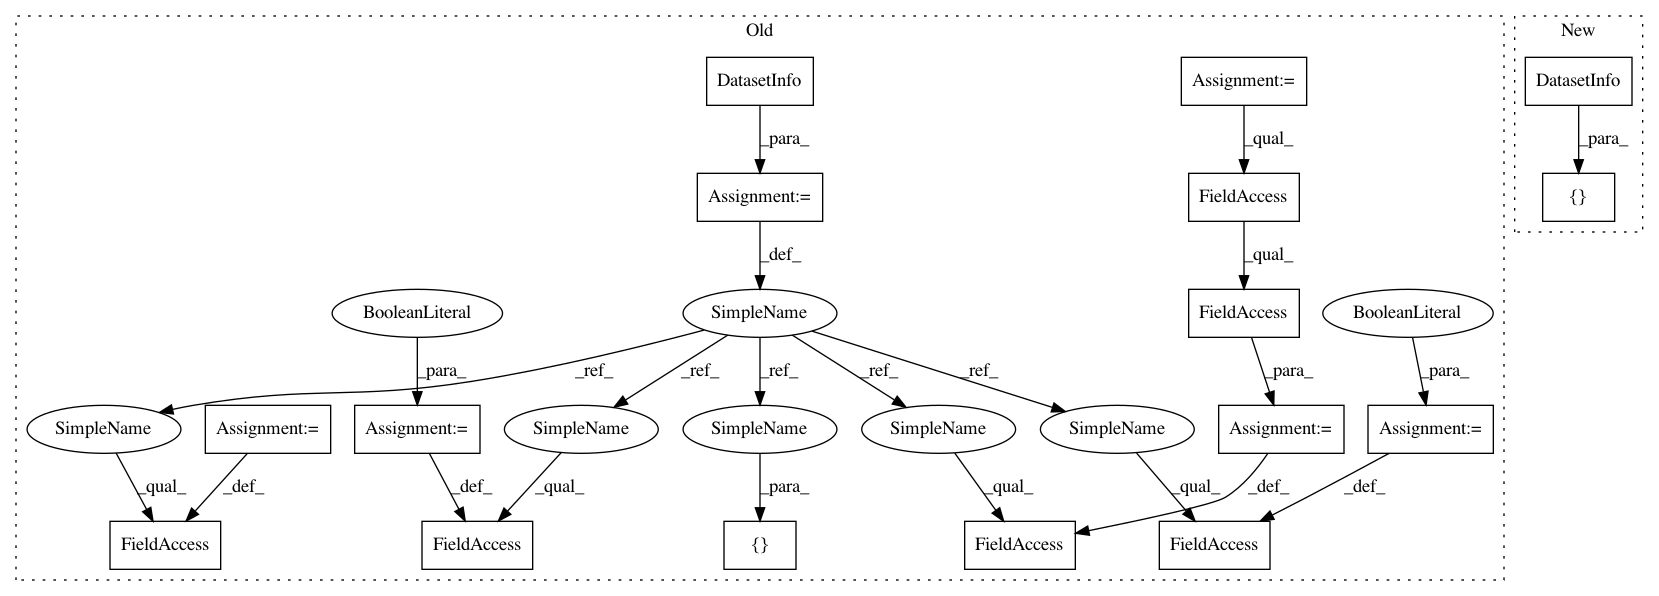 Old
New
DatasetInfo
Assignment:=
DatasetInfo
_para_
_qual_
_para_
Assignment:=
FieldAccess
{}
_def_
_qual_
BooleanLiteral
SimpleName
FieldAccess
BooleanLiteral
_para_
_ref_
_ref_
_ref_
_ref_
_ref_
_para_
_para_
SimpleName
Assignment:=
Assignment:=
SimpleName
SimpleName
SimpleName
SimpleName
Assignment:=
Assignment:=
_qual_
_def_
_def_
_qual_
_para_
_qual_
_qual_
_def_
_def_
FieldAccess
FieldAccess
{}
FieldAccess
FieldAccess